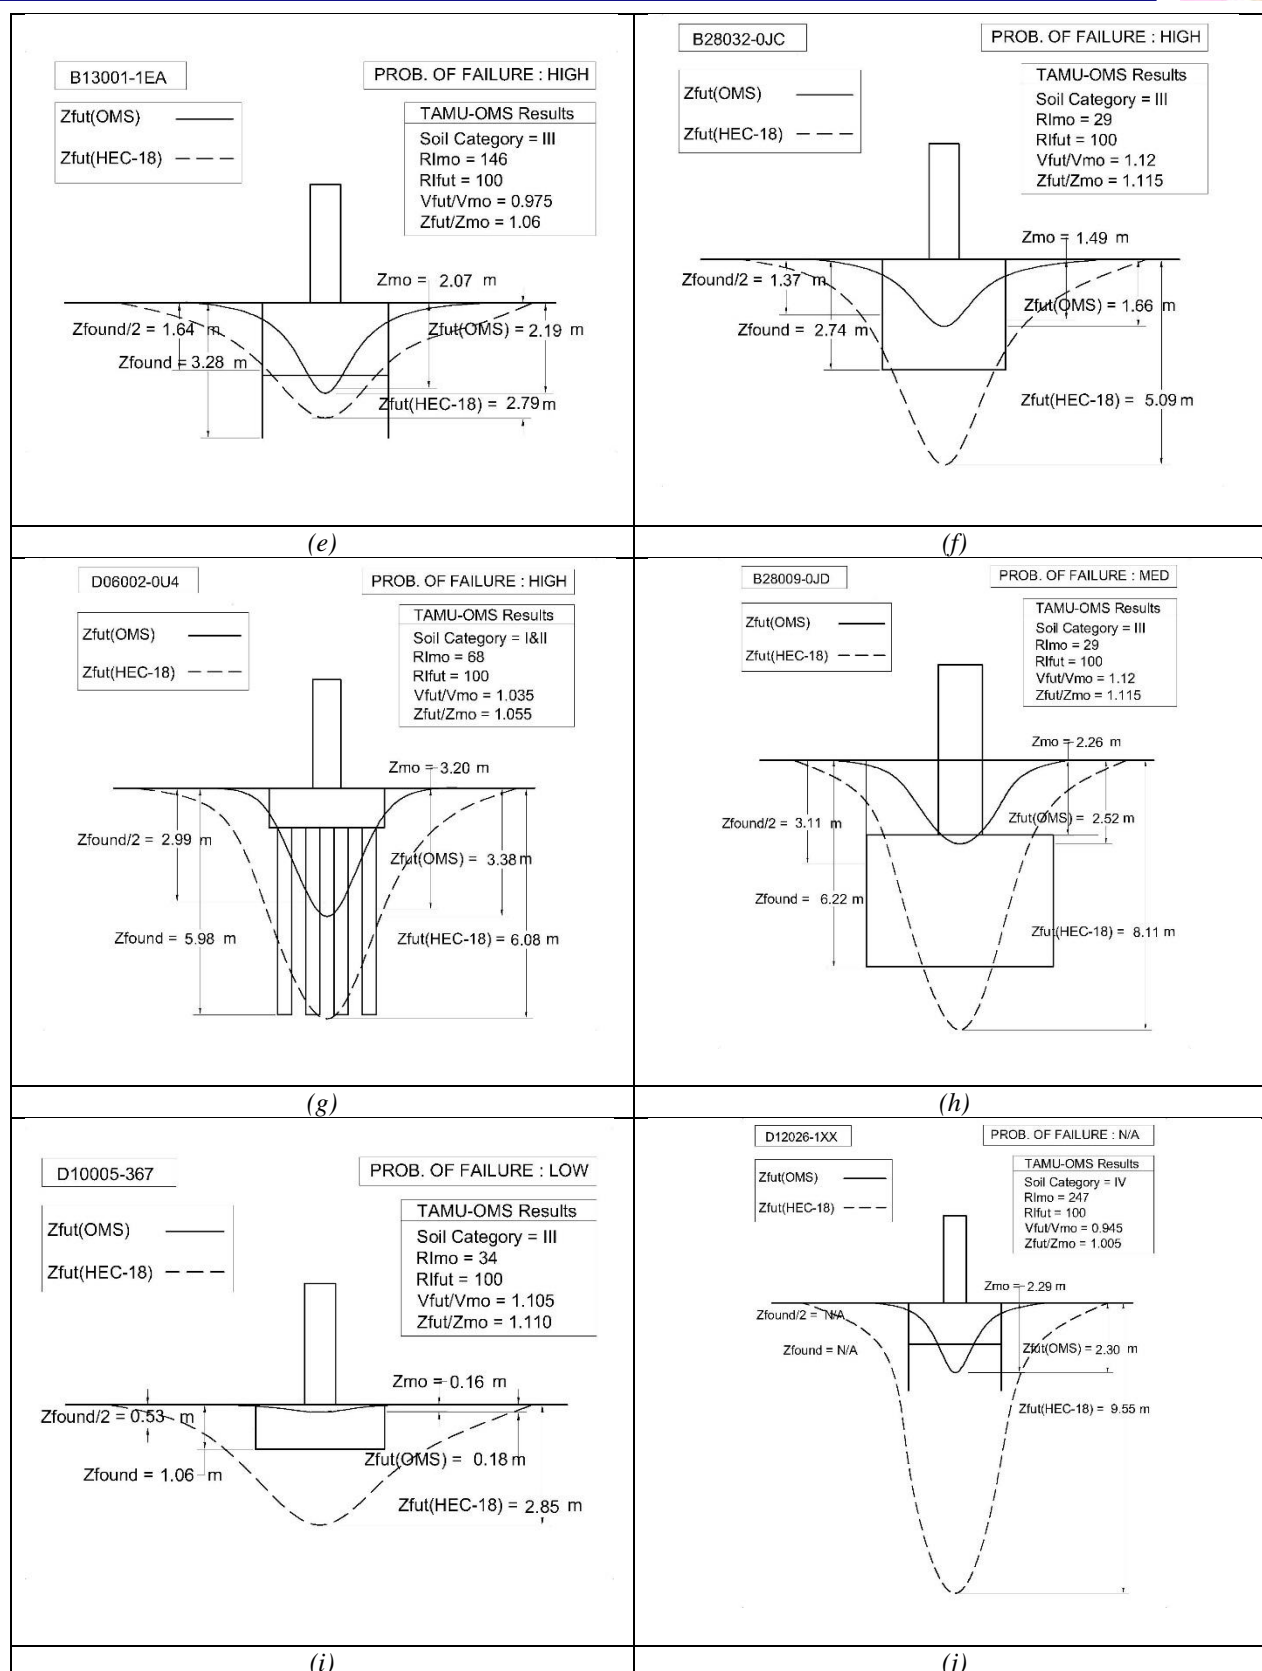 B13001-1EA
PROB. OF FAILURE : HIGH
Zfut(OMS)
Zfut(HEC-18)
TAMU-OMS Results
Soil Category = III
RImo = 146
RIfut = 100
Vfut/Vmo = 0.975
Zfut/Zmo = 1.06
Zmo = 2.07 m
Zfound/2 = 1.64 m
Zfut(OMS) = 2.19 m
Zfound = 3.28 m
Zfut(HEC-18) = 2.79 m
(e)
B28032-0JC
PROB. OF FAILURE : HIGH
Zfut(OMS)
Zfut(HEC-18)
TAMU-OMS Results
Soil Category = III
RImo = 29
RIfut = 100
Vfut/Vmo = 1.12
Zfut/Zmo = 1.115
Zmo = 1.49 m
Zfound/2 = 1.37 m
Zfut(OMS) = 1.66 m
Zfound = 2.74 m
Zfut(HEC-18) = 5.09 m
(f)
D06002-0U4
PROB. OF FAILURE : HIGH
Zfut(OMS)
Zfut(HEC-18)
TAMU-OMS Results
Soil Category = I&II
RImo = 68
RIfut = 100
Vfut/Vmo = 1.035
Zfut/Zmo = 1.055
Zmo = 3.20 m
Zfound/2 = 2.99 m
Zfut(OMS) = 3.38 m
Zfound = 5.98 m
Zfut(HEC-18) = 6.08 m
(g)
B28009-0JD
PROB. OF FAILURE : MED
Zfut(OMS)
Zfut(HEC-18)
TAMU-OMS Results
Soil Category = III
RImo = 29
RIfut = 100
Vfut/Vmo = 1.12
Zfut/Zmo = 1.115
Zmo = 2.26 m
Zfound/2 = 3.11 m
Zfut(OMS) = 2.52 m
Zfound = 6.22 m
Zfut(HEC-18) = 8.11 m
(h)
D10005-367
PROB. OF FAILURE : LOW
Zfut(OMS)
Zfut(HEC-18)
TAMU-OMS Results
Soil Category = III
RImo = 34
RIfut = 100
Vfut/Vmo = 1.105
Zfut/Zmo = 1.110
Zmo = 0.16 m
Zfound/2 = 0.53 m
Zfut(OMS) = 0.18 m
Zfound = 1.06 m
Zfut(HEC-18) = 2.85 m
(i)
D12026-1XX
PROB. OF FAILURE : N/A
Zfut(OMS)
Zfut(HEC-18)
TAMU-OMS Results
Soil Category = IV
RImo = 247
RIfut = 100
Vfut/Vmo = 0.945
Zfut/Zmo = 1.005
Zmo = 2.29 m
Zfound/2 = N/A
Zfut(OMS) = 2.30 m
Zfound = N/A
Zfut(HEC-18) = 9.55 m
(j)